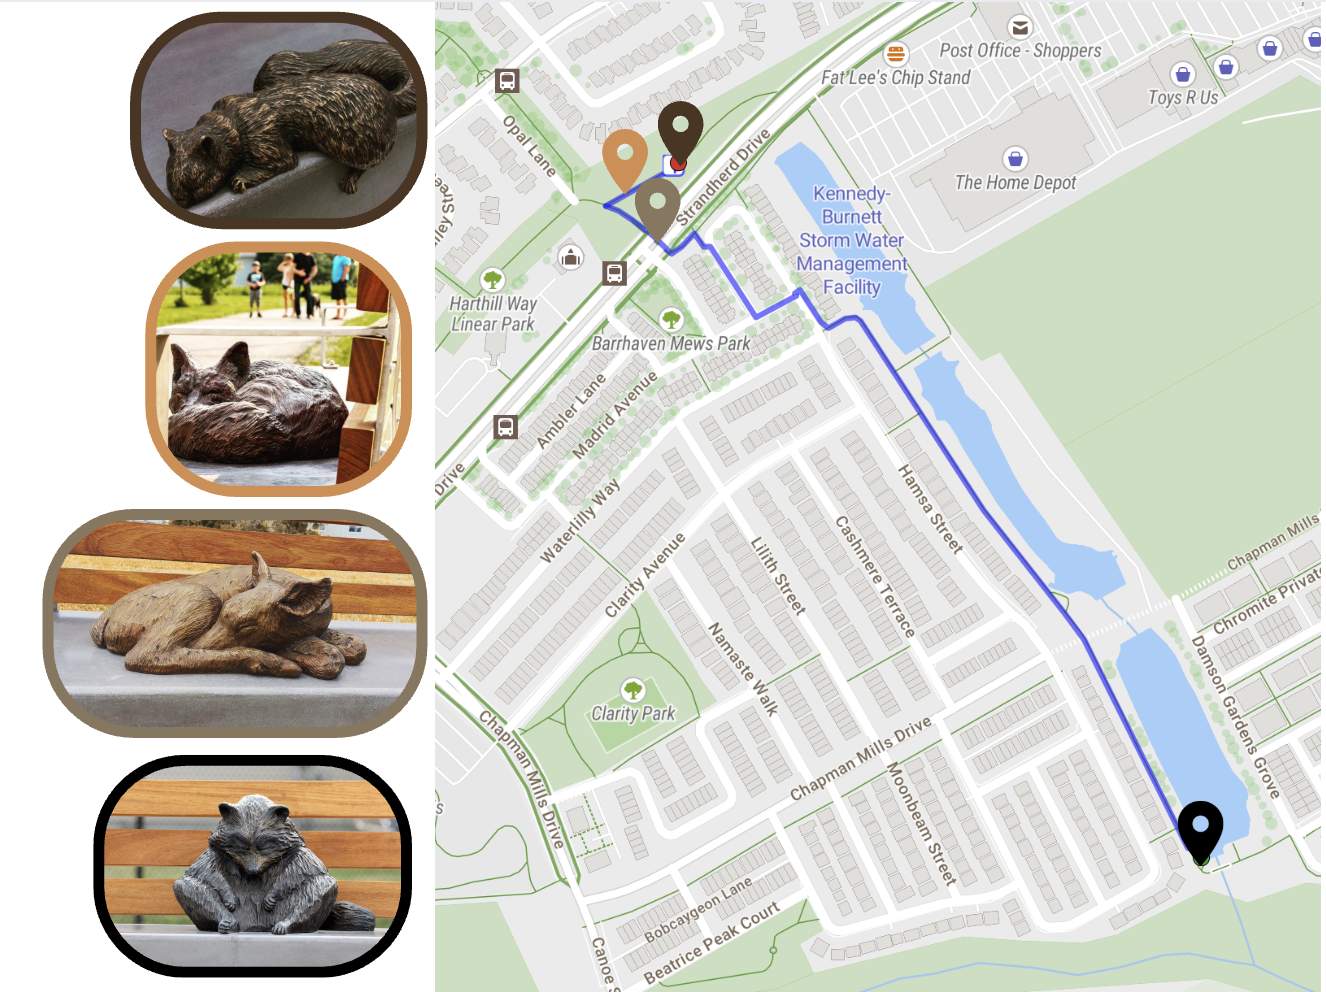 Post Office - Shoppers
Fat Lee's Chip Stand
Toys R Us
Opal Lane
Strandherd Drive
The Home Depot
Kennedy-
Burnett
Storm Water
Management
Facility
Harthill Way
Linear Park
Barrhaven Mews Park
Ambler Lane
Madrid Avenue
Drive
Waterlilly Way
Hamsa Street
Clarity Avenue
Lilith Street
Cashmere Terrace
Chapman Mills
Chromite Private
Namaste Walk
Damson Gardens Grove
Clarity Park
Chapman Mills Drive
Chapman Mills Drive
Moonbeam Street
Bobcaygeon Lane
Beatrice Peak Court
Canoe S